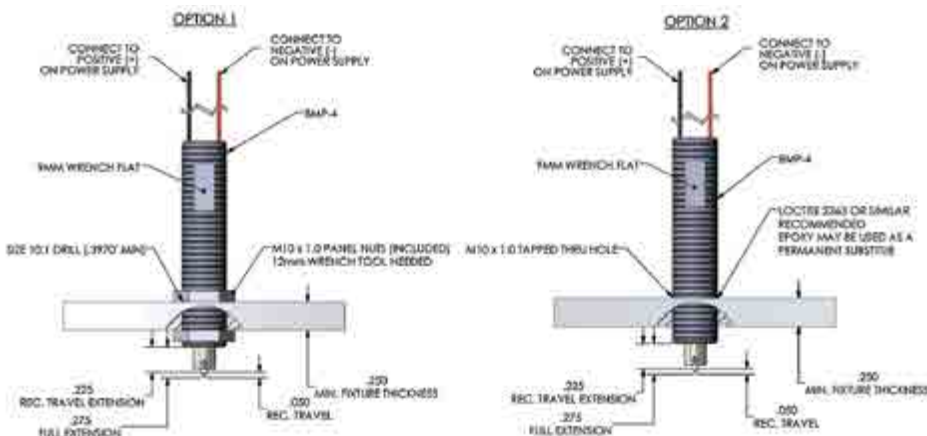 OPTION 1
CONNECT TO
POSITIVE (+)
ON POWER SUPPLY
CONNECT TO
NEGATIVE (-)
ON POWER SUPPLY
BMP-4
9MM WRENCH FLAT
SIZE 10.1 DRILL (.3970" MIN)
M10 x 1.0 PANEL NUTS (INCLUDED)
12mm WRENCH TOOL NEEDED
.225
REC. TRAVEL EXTENSION
.275
FULL EXTENSION
.050
REC. TRAVEL
.250
MIN. FIXTURE THICKNESS
OPTION 2
CONNECT TO
POSITIVE (+)
ON POWER SUPPLY
CONNECT TO
NEGATIVE (-)
ON POWER SUPPLY
BMP-4
9MM WRENCH FLAT
M10 x 1.0 TAPPED THRU HOLE
LOCTITE OR SIMILAR
RECOMMENDED
EPOXY MAY BE USED AS A
PERMANENT SUBSTITUE
.225
REC. TRAVEL EXTENSION
.275
FULL EXTENSION
.050
REC. TRAVEL
.250
MIN. FIXTURE THICKNESS